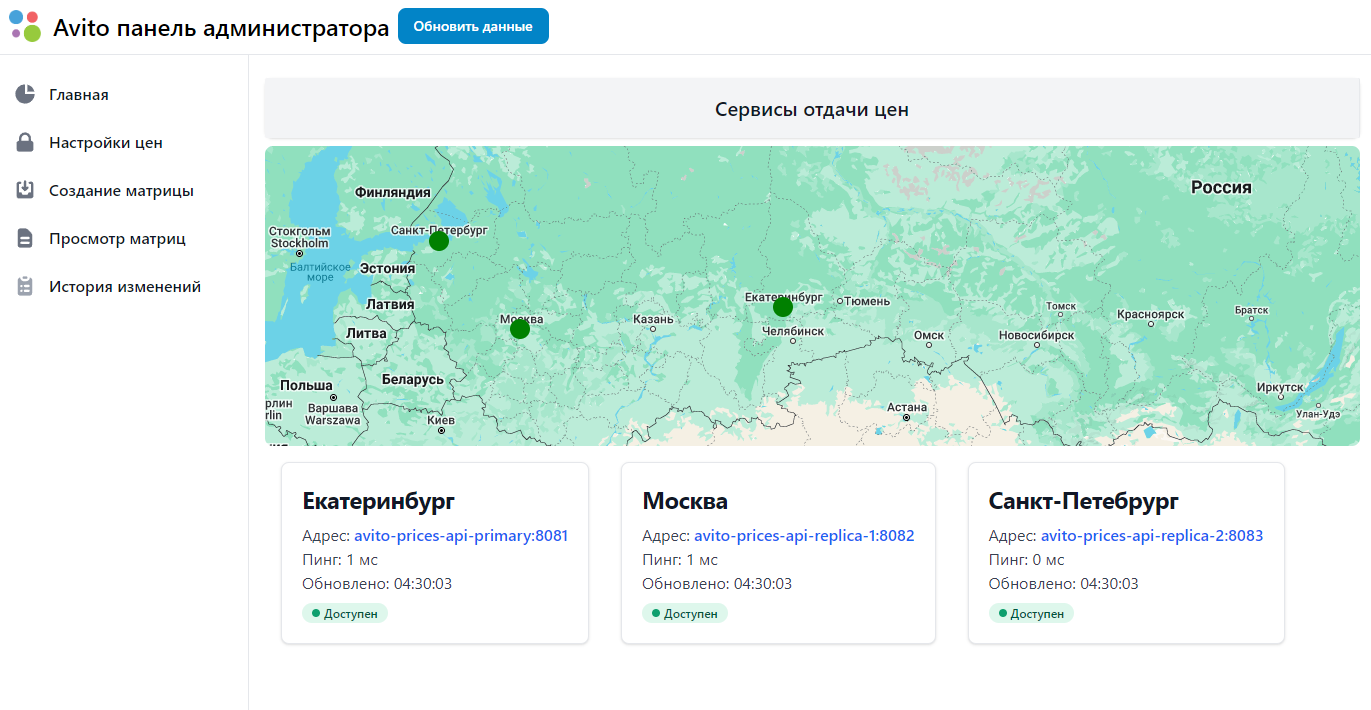 Avito панель администратора
Обновить данные
Главная
Настройки цен
Создание матрицы
Просмотр матриц
История изменений
Сервисы отдачи цен
Финляндия
Россия
Стокгольм
Stockholm
Санкт-Петербург
Балтийское
море
Эстония
Латвия
Литва
Москва
Казань
Екатеринбург
Тюмень
Челябинск
Омск
Томск
Новосибирск
Красноярск
Братск
Иркутск
Улан-Удэ
Польша
Беларусь
рлин
rlin
Варшава
Warszawa
Киев
Астана
Екатеринбург
Адрес: avito-prices-api-primary:8081
Пинг: 1 мс
Обновлено: 04:30:03
Доступен
Москва
Адрес: avito-prices-api-replica-1:8082
Пинг: 1 мс
Обновлено: 04:30:03
Доступен
Санкт-Петебрург
Адрес: avito-prices-api-replica-2:8083
Пинг: 0 мс
Обновлено: 04:30:03
Доступен